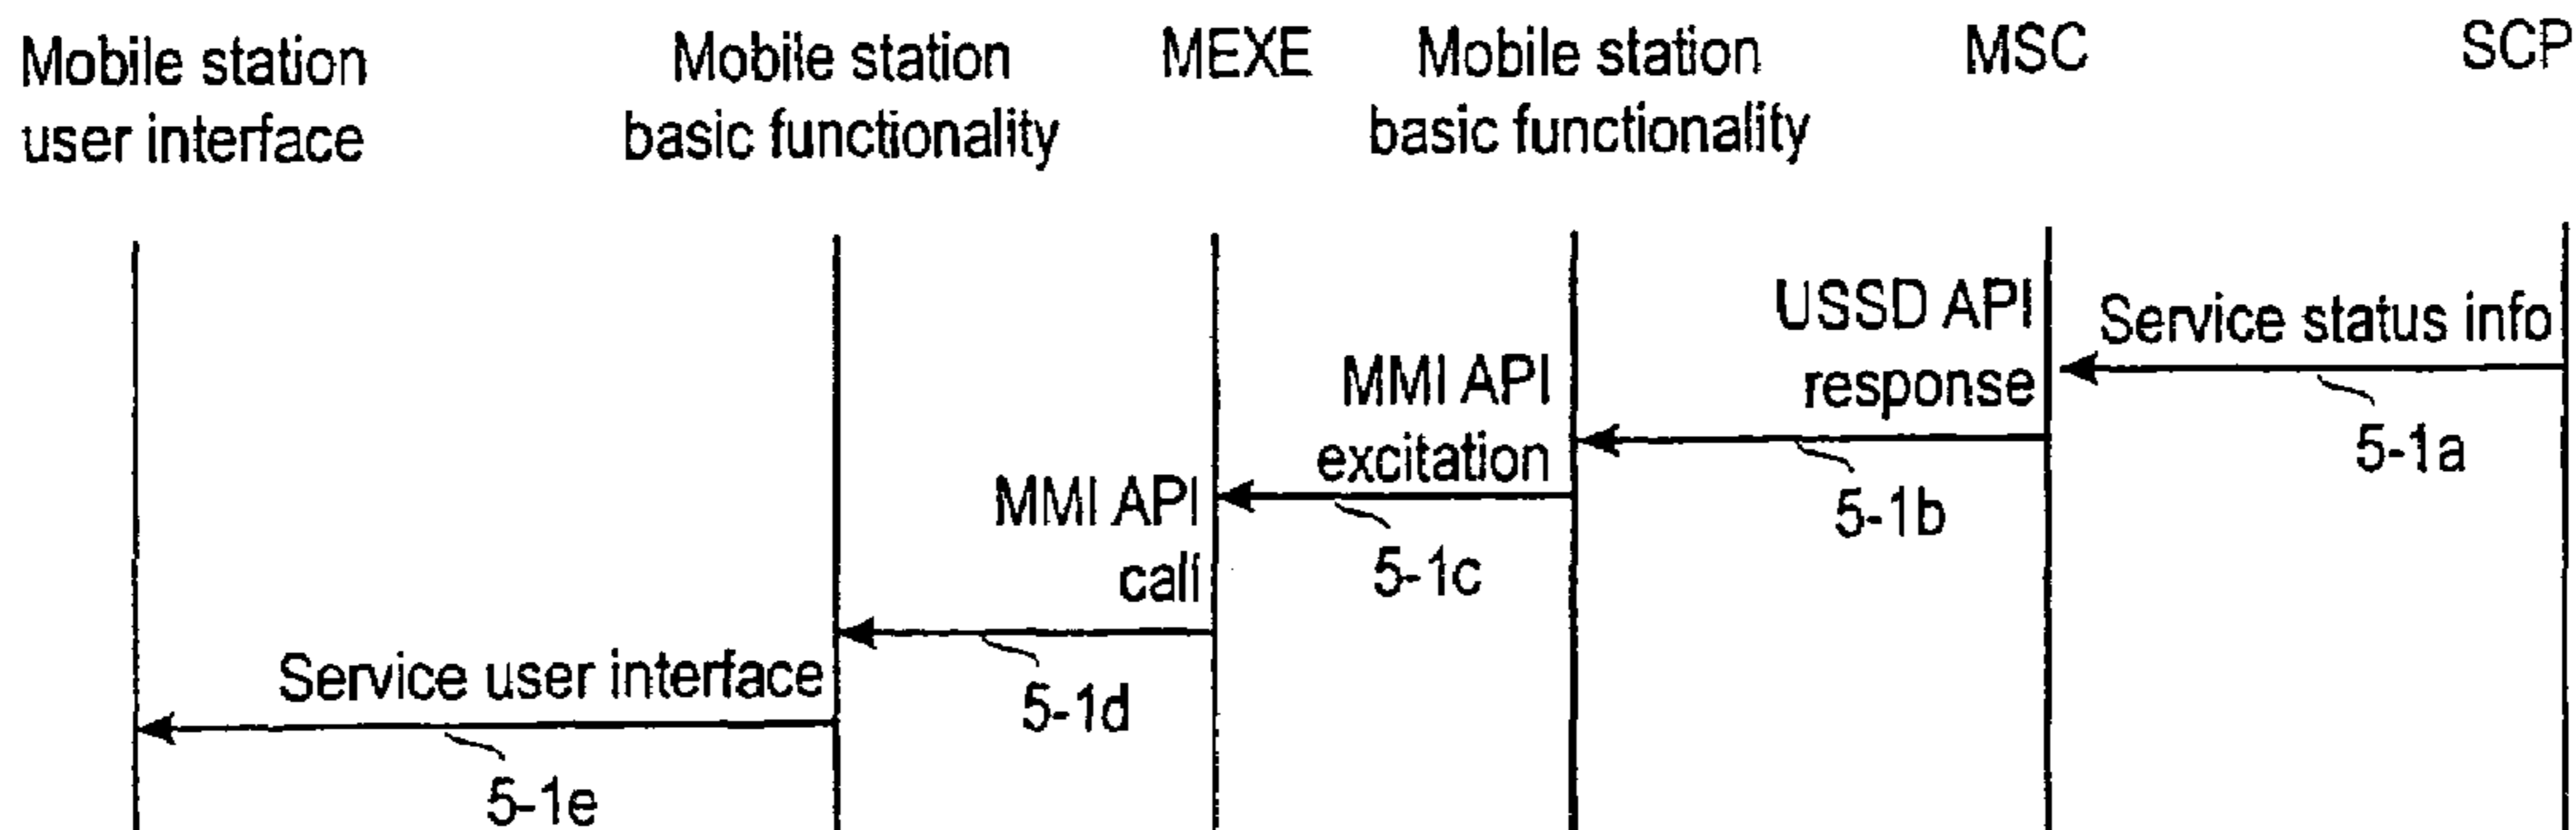 Mobile station
user interface
Mobile station
basic functionality
MEXE
Mobile station
basic functionality
MSC
SCP
Service status info
5-1a
USSD API
response
5-1b
MMI API
excitation
5-1c
MMI API
call
5-1d
Service user interface
5-1e